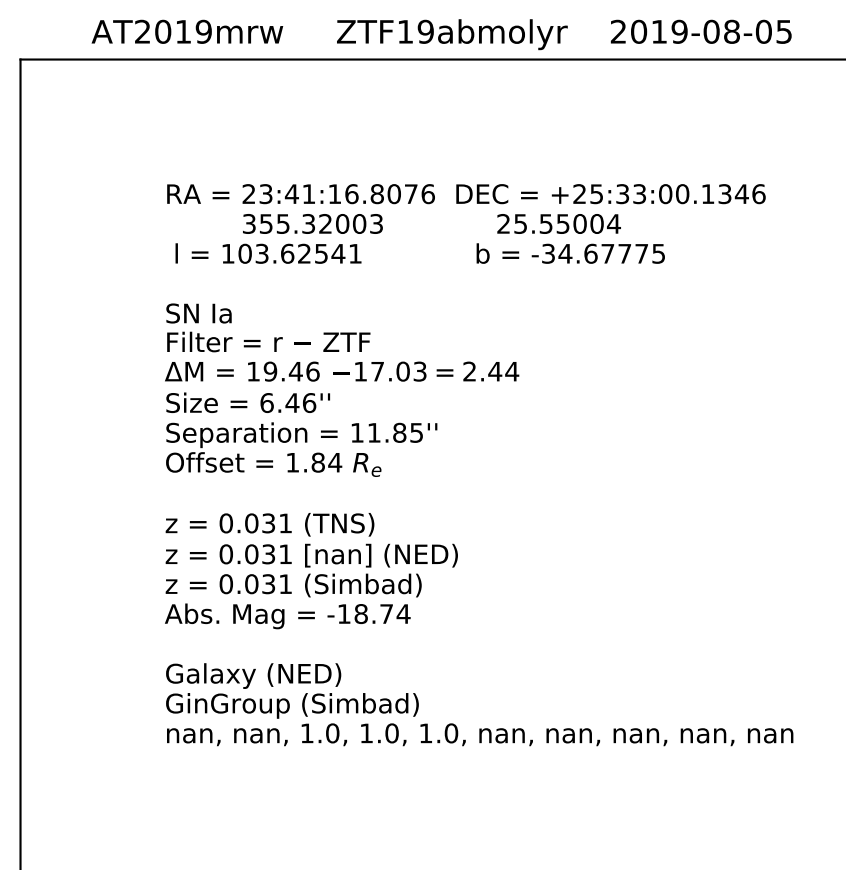 AT2019mrw ZTF19abmolyr 2019-08-05
RA = 23:41:16.8076 DEC = +25:33:00.1346
355.32003 25.55004
l = 103.62541 b = -34.67775
SN Ia
Filter = r − ZTF
ΔM = 19.46 −17.03 = 2.44
Size = 6.46''
Separation = 11.85''
Offset = 1.84 Rₑ
z = 0.031 (TNS)
z = 0.031 [nan] (NED)
z = 0.031 (Simbad)
Abs. Mag = -18.74
Galaxy (NED)
GinGroup (Simbad)
nan, nan, 1.0, 1.0, 1.0, nan, nan, nan, nan, nan